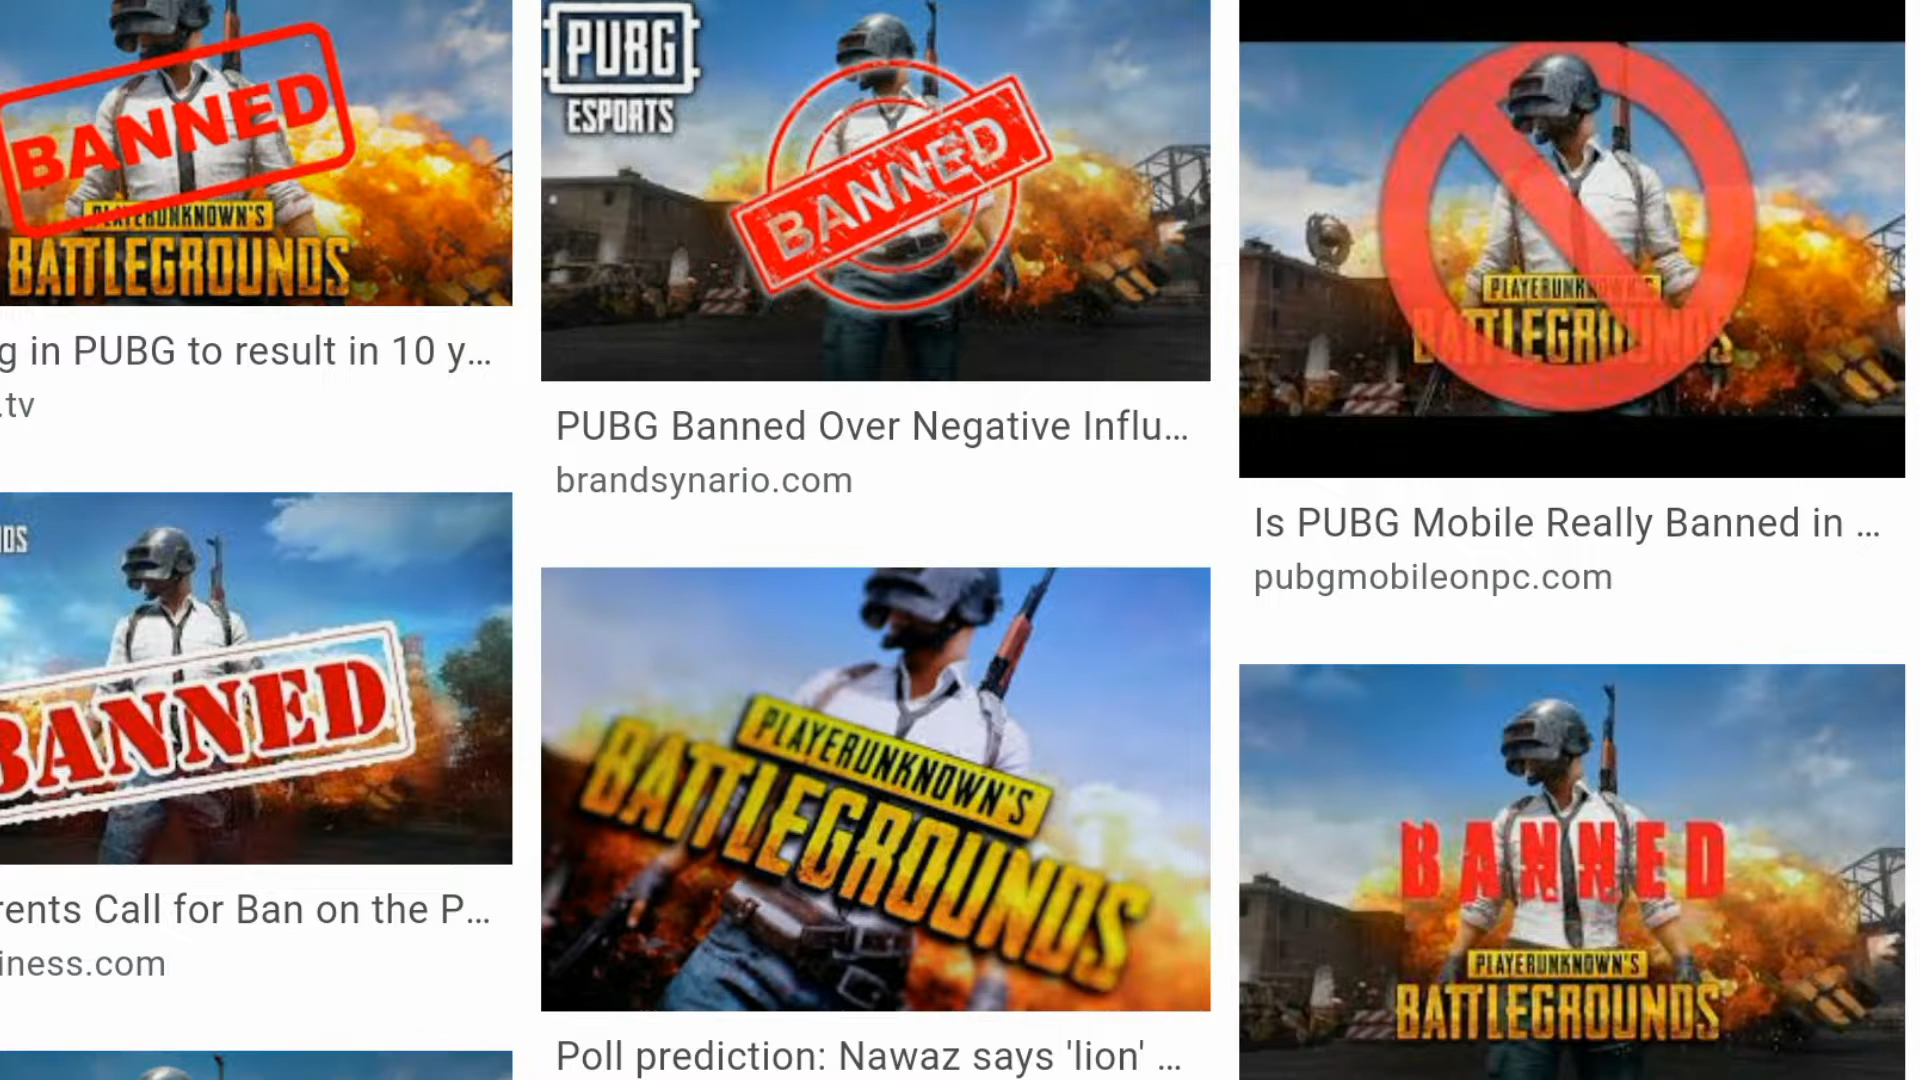 BANNED
PLAYERUNKNOWN'S
BATTLEGROUNDS
g in PUBG to result in 10 y...
.tv
BANNED
rents Call for Ban on the P...
iness.com
PUBG
ESPORTS
BANNED
PUBG Banned Over Negative Influ...
brandsynario.com
PLAYERUNKNOWN'S
BATTLEGROUNDS
Poll prediction: Nawaz says 'lion' ...
PLAYERUNKNOWN'S
BATTLEGROUNDS
Is PUBG Mobile Really Banned in ...
pubgmobileonpc.com
BANNED
PLAYERUNKNOWN'S
BATTLEGROUNDS